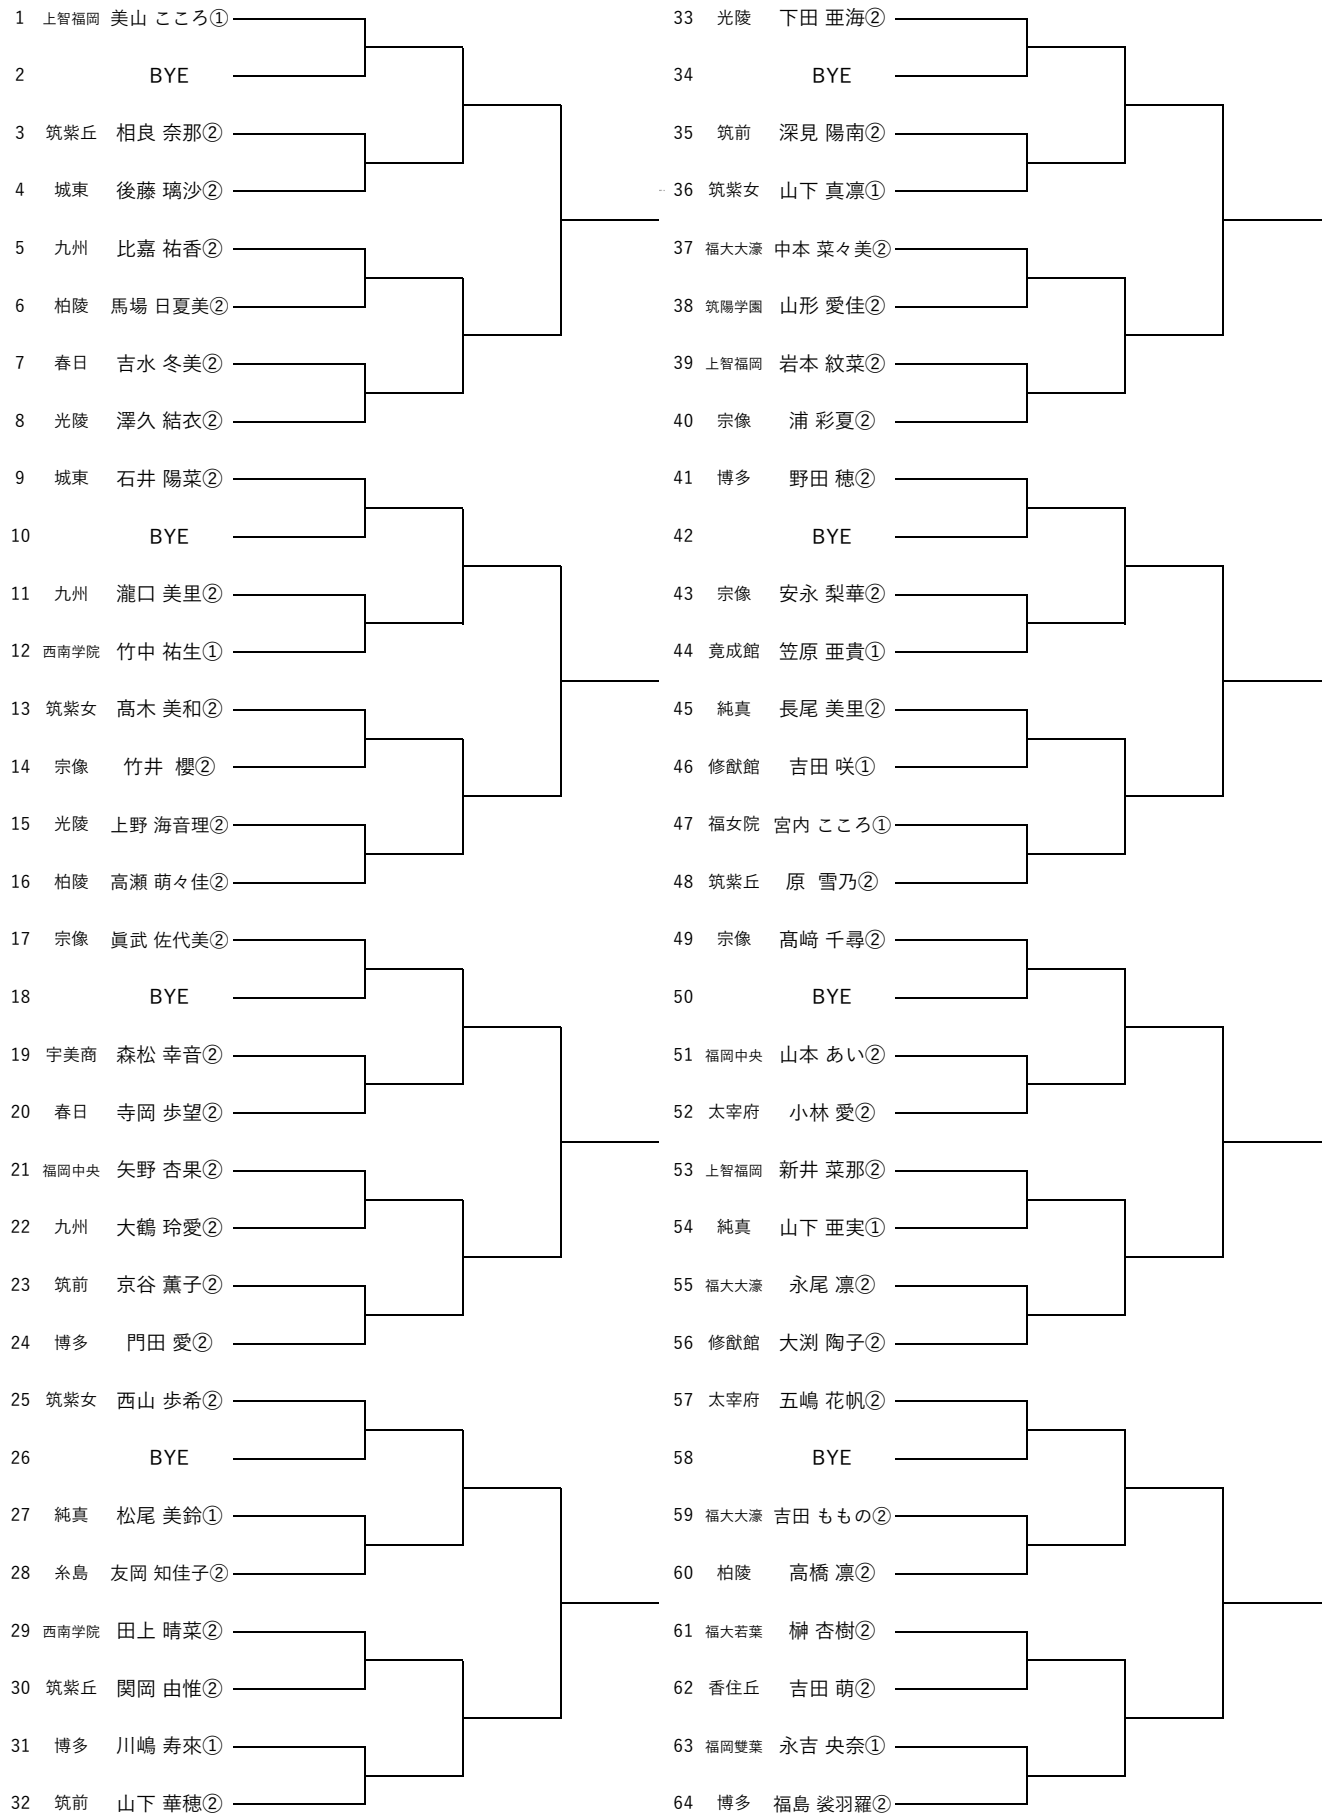 1 上智福岡 美山 こころ①
2 BYE
3 筑紫丘 相良 奈那②
4 城東 後藤 璃沙②
5 九州 比嘉 祐香②
6 柏陵 馬場 日夏美②
7 春日 吉水 冬美②
8 光陵 澤久 結衣②
9 城東 石井 陽菜②
10 BYE
11 九州 瀧口 美里②
12 西南学院 竹中 祐生①
13 筑紫女 髙木 美和②
14 宗像 竹井 櫻②
15 光陵 上野 海音理②
16 柏陵 高瀬 萌々佳②
17 宗像 眞武 佐代美②
18 BYE
19 宇美商 森松 幸音②
20 春日 寺岡 歩望②
21 福岡中央 矢野 杏果②
22 九州 大鶴 玲愛②
23 筑前 京谷 薫子②
24 博多 門田 愛②
25 筑紫女 西山 歩希②
26 BYE
27 純真 松尾 美鈴①
28 糸島 友岡 知佳子②
29 西南学院 田上 晴菜②
30 筑紫丘 関岡 由惟②
31 博多 川嶋 寿來①
32 筑前 山下 華穂②
33 光陵 下田 亜海②
34 BYE
35 筑前 深見 陽南②
36 筑紫女 山下 真凛①
37 福大大濠 中本 菜々美②
38 筑陽学園 山形 愛佳②
39 上智福岡 岩本 紋菜②
40 宗像 浦 彩夏②
41 博多 野田 穂②
42 BYE
43 宗像 安永 梨華②
44 竟成館 笠原 亜貴①
45 純真 長尾 美里②
46 修猷館 吉田 咲①
47 福女院 宮内 こころ①
48 筑紫丘 原 雪乃②
49 宗像 髙﨑 千尋②
50 BYE
51 福岡中央 山本 あい②
52 太宰府 小林 愛②
53 上智福岡 新井 菜那②
54 純真 山下 亜実①
55 福大大濠 永尾 凛②
56 修猷館 大渕 陶子②
57 太宰府 五嶋 花帆②
58 BYE
59 福大大濠 吉田 ももの②
60 柏陵 高橋 凛②
61 福大若葉 榊 杏樹②
62 香住丘 吉田 萌②
63 福岡雙葉 永吉 央奈①
64 博多 福島 娑羽羅②